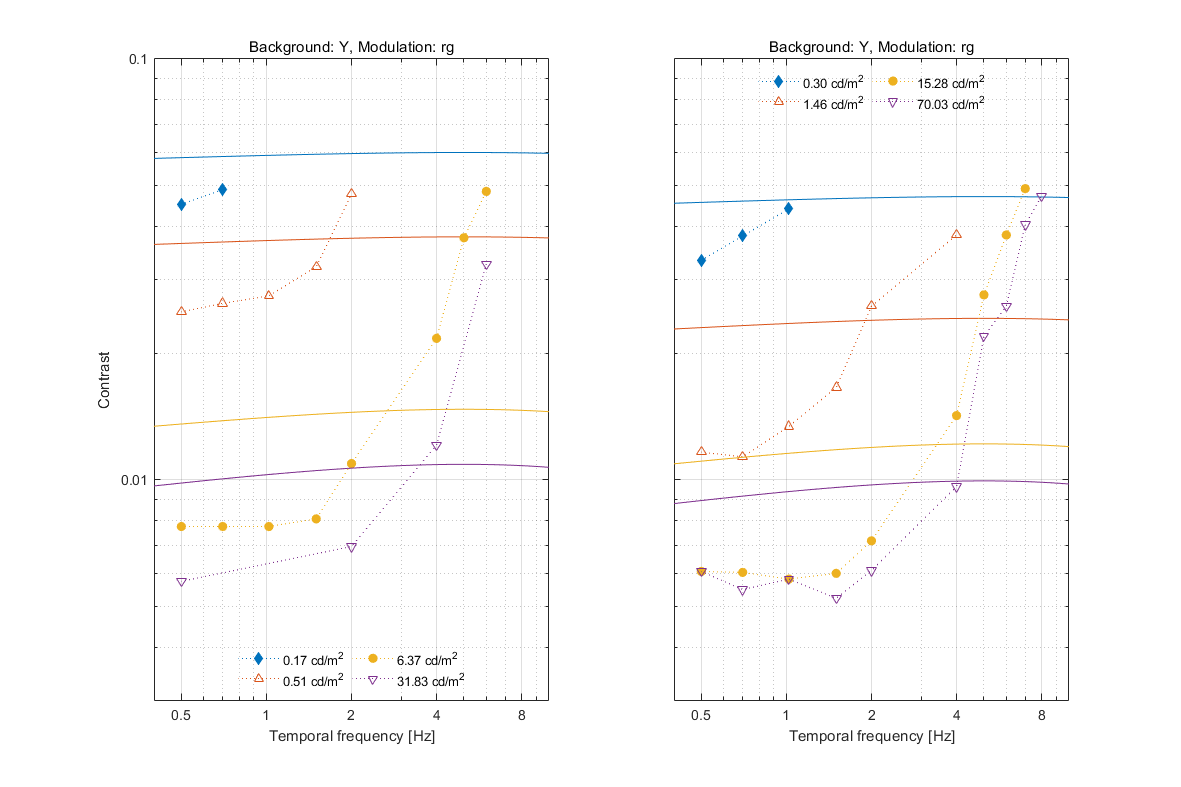 Background: Y, Modulation: rg
0.1
0.01
Contrast
0.17 cd/m2 6.37 cd/m2
0.51 cd/m2 31.83 cd/m2
0.5 1 2 4 8
Temporal frequency [Hz]
Background: Y, Modulation: rg
0.30 cd/m2 15.28 cd/m2
1.46 cd/m2 70.03 cd/m2
0.5 1 2 4 8
Temporal frequency [Hz]